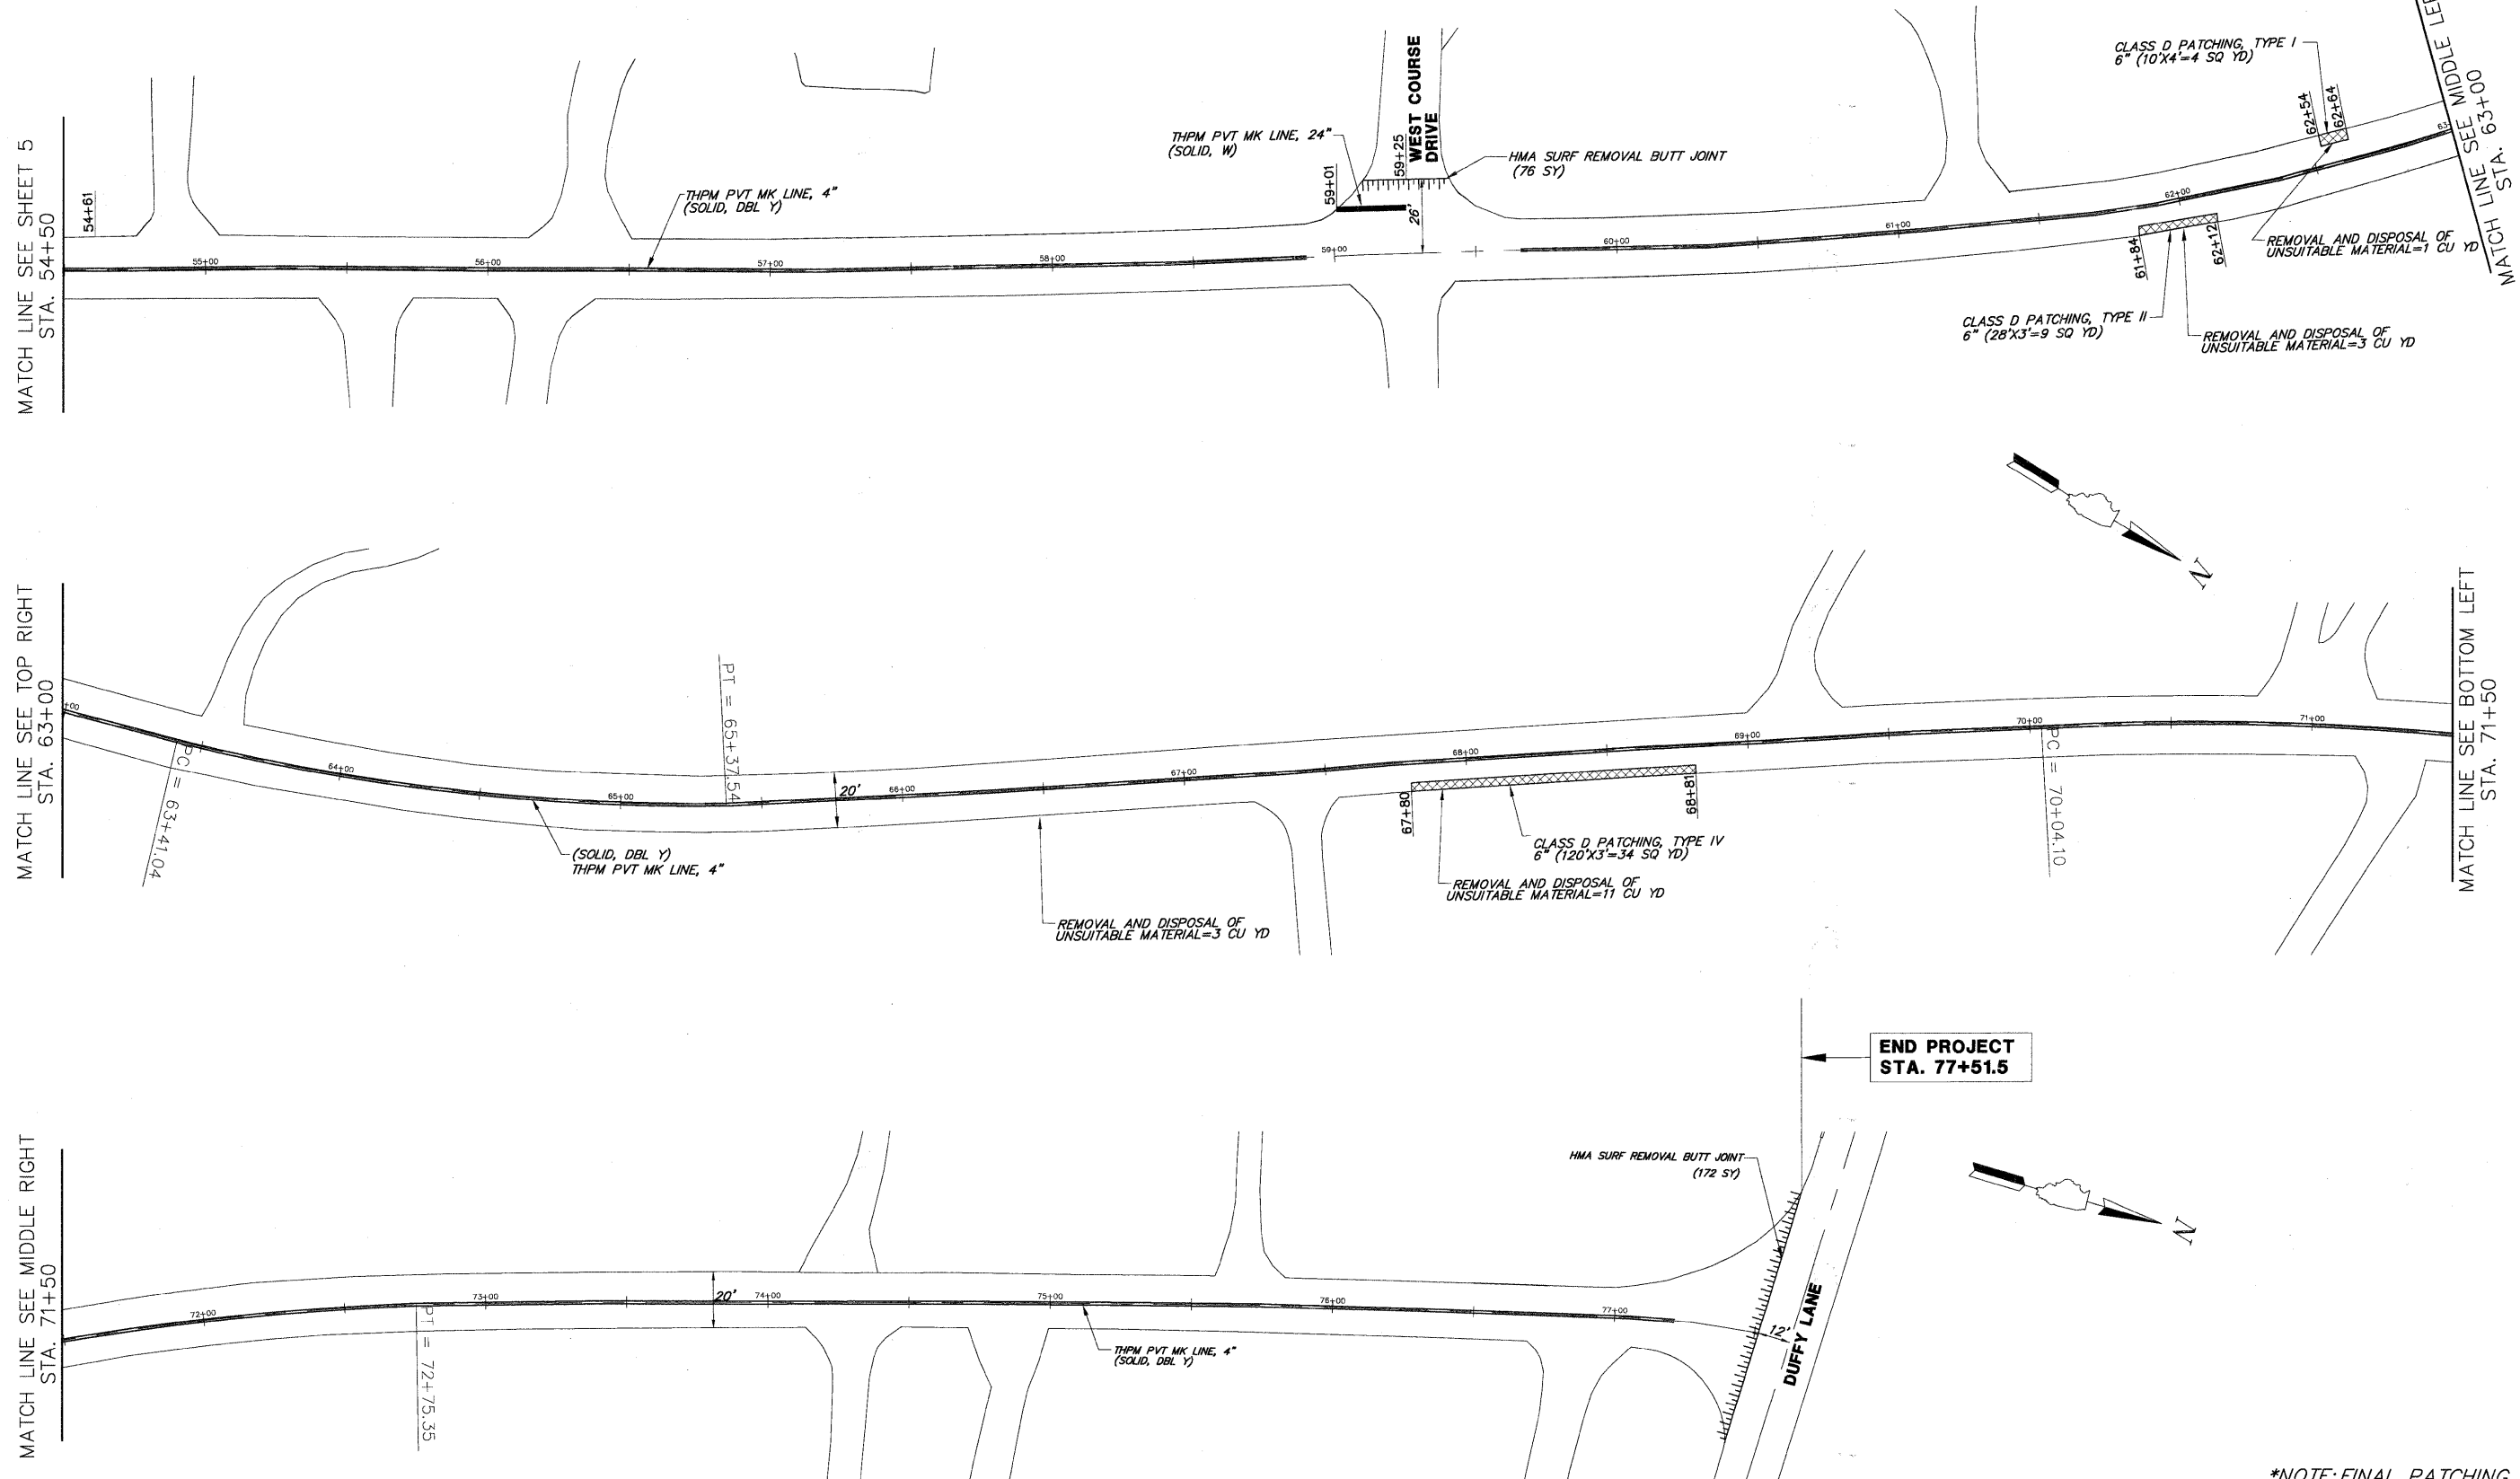 MATCH LINE SEE SHEET 5
STA. 54+50
54+61
55+00
56+00
THPM PVT MK LINE, 4"
(SOLID, DBL Y)
57+00
58+00
THPM PVT MK LINE, 24"
(SOLID, W)
59+01
59+00
59+25
WEST COURSE
DRIVE
26'
HMA SURF REMOVAL BUTT JOINT
(76 SY)
60+00
61+00
62+00
CLASS D PATCHING, TYPE I
6" (10'X4'=4 SQ YD)
62+54
62+64
63
61+84
62+12
REMOVAL AND DISPOSAL OF
UNSUITABLE MATERIAL=1 CU YD
CLASS D PATCHING, TYPE II
6" (28'X3'=9 SQ YD)
REMOVAL AND DISPOSAL OF
UNSUITABLE MATERIAL=3 CU YD
MATCH LINE SEE MIDDLE LE
STA. 63+00
N
MATCH LINE SEE TOP RIGHT
STA. 63+00
+00
PC = 63+41.04
64+00
65+00
(SOLID, DBL Y)
THPM PVT MK LINE, 4"
PT = 65+37.54
20'
66+00
67+00
REMOVAL AND DISPOSAL OF
UNSUITABLE MATERIAL=3 CU YD
67+80
68+00
68+81
CLASS D PATCHING, TYPE IV
6" (120'X3'=34 SQ YD)
REMOVAL AND DISPOSAL OF
UNSUITABLE MATERIAL=11 CU YD
69+00
70+00
PC = 70+04.10
71+00
MATCH LINE SEE BOTTOM LEFT
STA. 71+50
MATCH LINE SEE MIDDLE RIGHT
STA. 71+50
72+00
PT = 72+75.35
73+00
20'
74+00
75+00
THPM PVT MK LINE, 4"
(SOLID, DBL Y)
76+00
77+00
HMA SURF REMOVAL BUTT JOINT
(172 SY)
END PROJECT
STA. 77+51.5
12'
DUFFY LANE
N
*NOTE: FINAL PATCHING